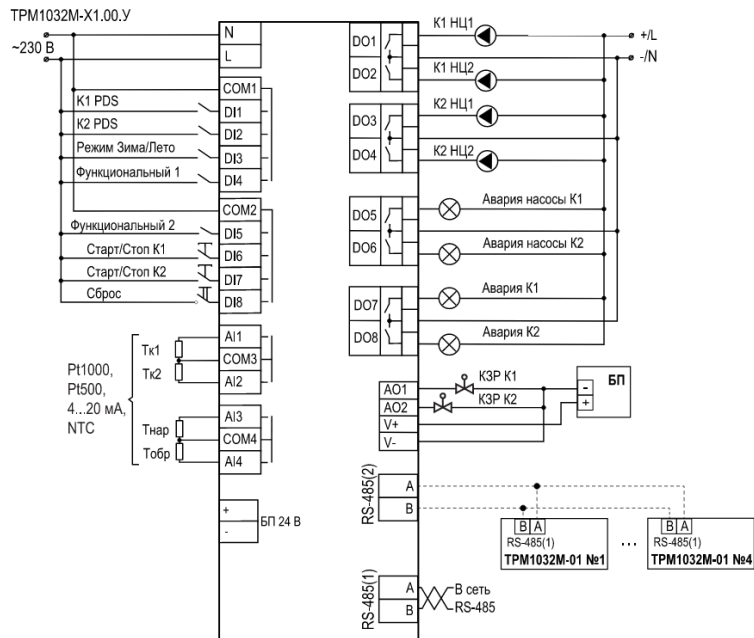 ТРМ1032М-Х1.00.У
~230 В
N
L
COM1
К1 PDS
DI1
К2 PDS
DI2
Режим Зима/Лето
DI3
Функциональный 1
DI4
COM2
Функциональный 2
DI5
Старт/Стоп К1
DI6
Старт/Стоп К2
DI7
Сброс
DI8
Pt1000,
Pt500,
4...20 мА,
NTC
Тк1
Тк2
AI1
COM3
AI2
Тнар
Тобр
AI3
COM4
AI4
+
-
БП 24 В
DO1
К1 НЦ1
+/L
-/N
DO2
К1 НЦ2
DO3
К2 НЦ1
DO4
К2 НЦ2
DO5
Авария насосы К1
DO6
Авария насосы К2
DO7
Авария К1
DO8
Авария К2
AO1
КЗР К1
AO2
КЗР К2
V+
V-
-
+
БП
RS-485(2)
A
B
B A
RS-485(1)
ТРМ1032М-01 №1
...
B A
RS-485(1)
ТРМ1032М-01 №4
RS-485(1)
A
B
В сеть
RS-485